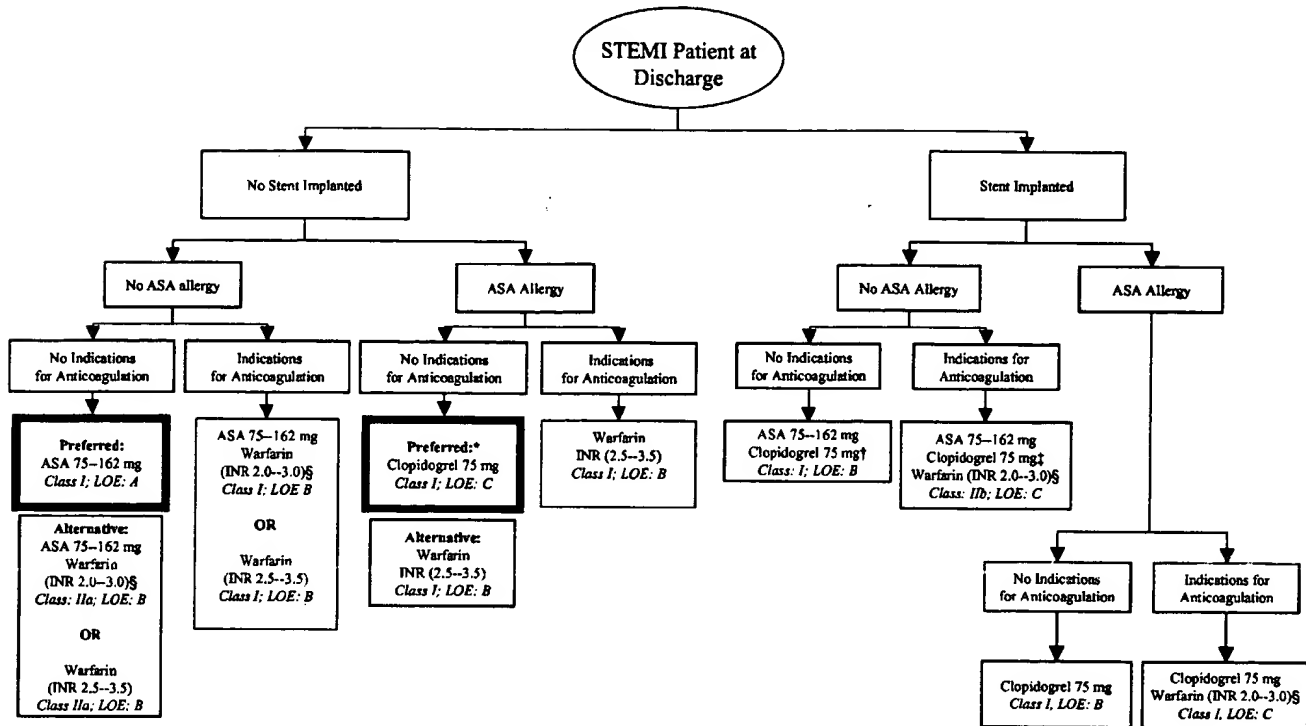 STEMI Patient at
Discharge
No Stent Implanted
Stent Implanted
No ASA allergy
ASA Allergy
No ASA Allergy
ASA Allergy
No Indications
for Anticoagulation
Indications
for Anticoagulation
No Indications
for Anticoagulation
Indications
for Anticoagulation
No Indications
for Anticoagulation
Indications for
Anticoagulation
Preferred:
ASA 75–162 mg
Class I; LOE: A
ASA 75–162 mg
Warfarin
(INR 2.0--3.0)§
Class I; LOE B
OR
Warfarin
(INR 2.5--3.5)
Class I; LOE: B
Preferred:*
Clopidogrel 75 mg
Class I; LOE: C
Warfarin
INR (2.5--3.5)
Class I; LOE: B
ASA 75--162 mg
Clopidogrel 75 mg†
Class: I; LOE: B
ASA 75--162 mg
Clopidogrel 75 mg‡
Warfarin (INR 2.0--3.0)§
Class: IIb; LOE: C
Alternative:
ASA 75–162 mg
Warfarin
(INR 2.0--3.0)§
Class: IIa; LOE: B
OR
Warfarin
(INR 2.5--3.5)
Class IIa; LOE: B
Alternative:
Warfarin
INR (2.5--3.5)
Class I; LOE: B
No Indications
for Anticoagulation
Indications for
Anticoagulation
Clopidogrel 75 mg
Class I, LOE: B
Clopidogrel 75 mg
Warfarin (INR 2.0--3.0)§
Class I, LOE: C